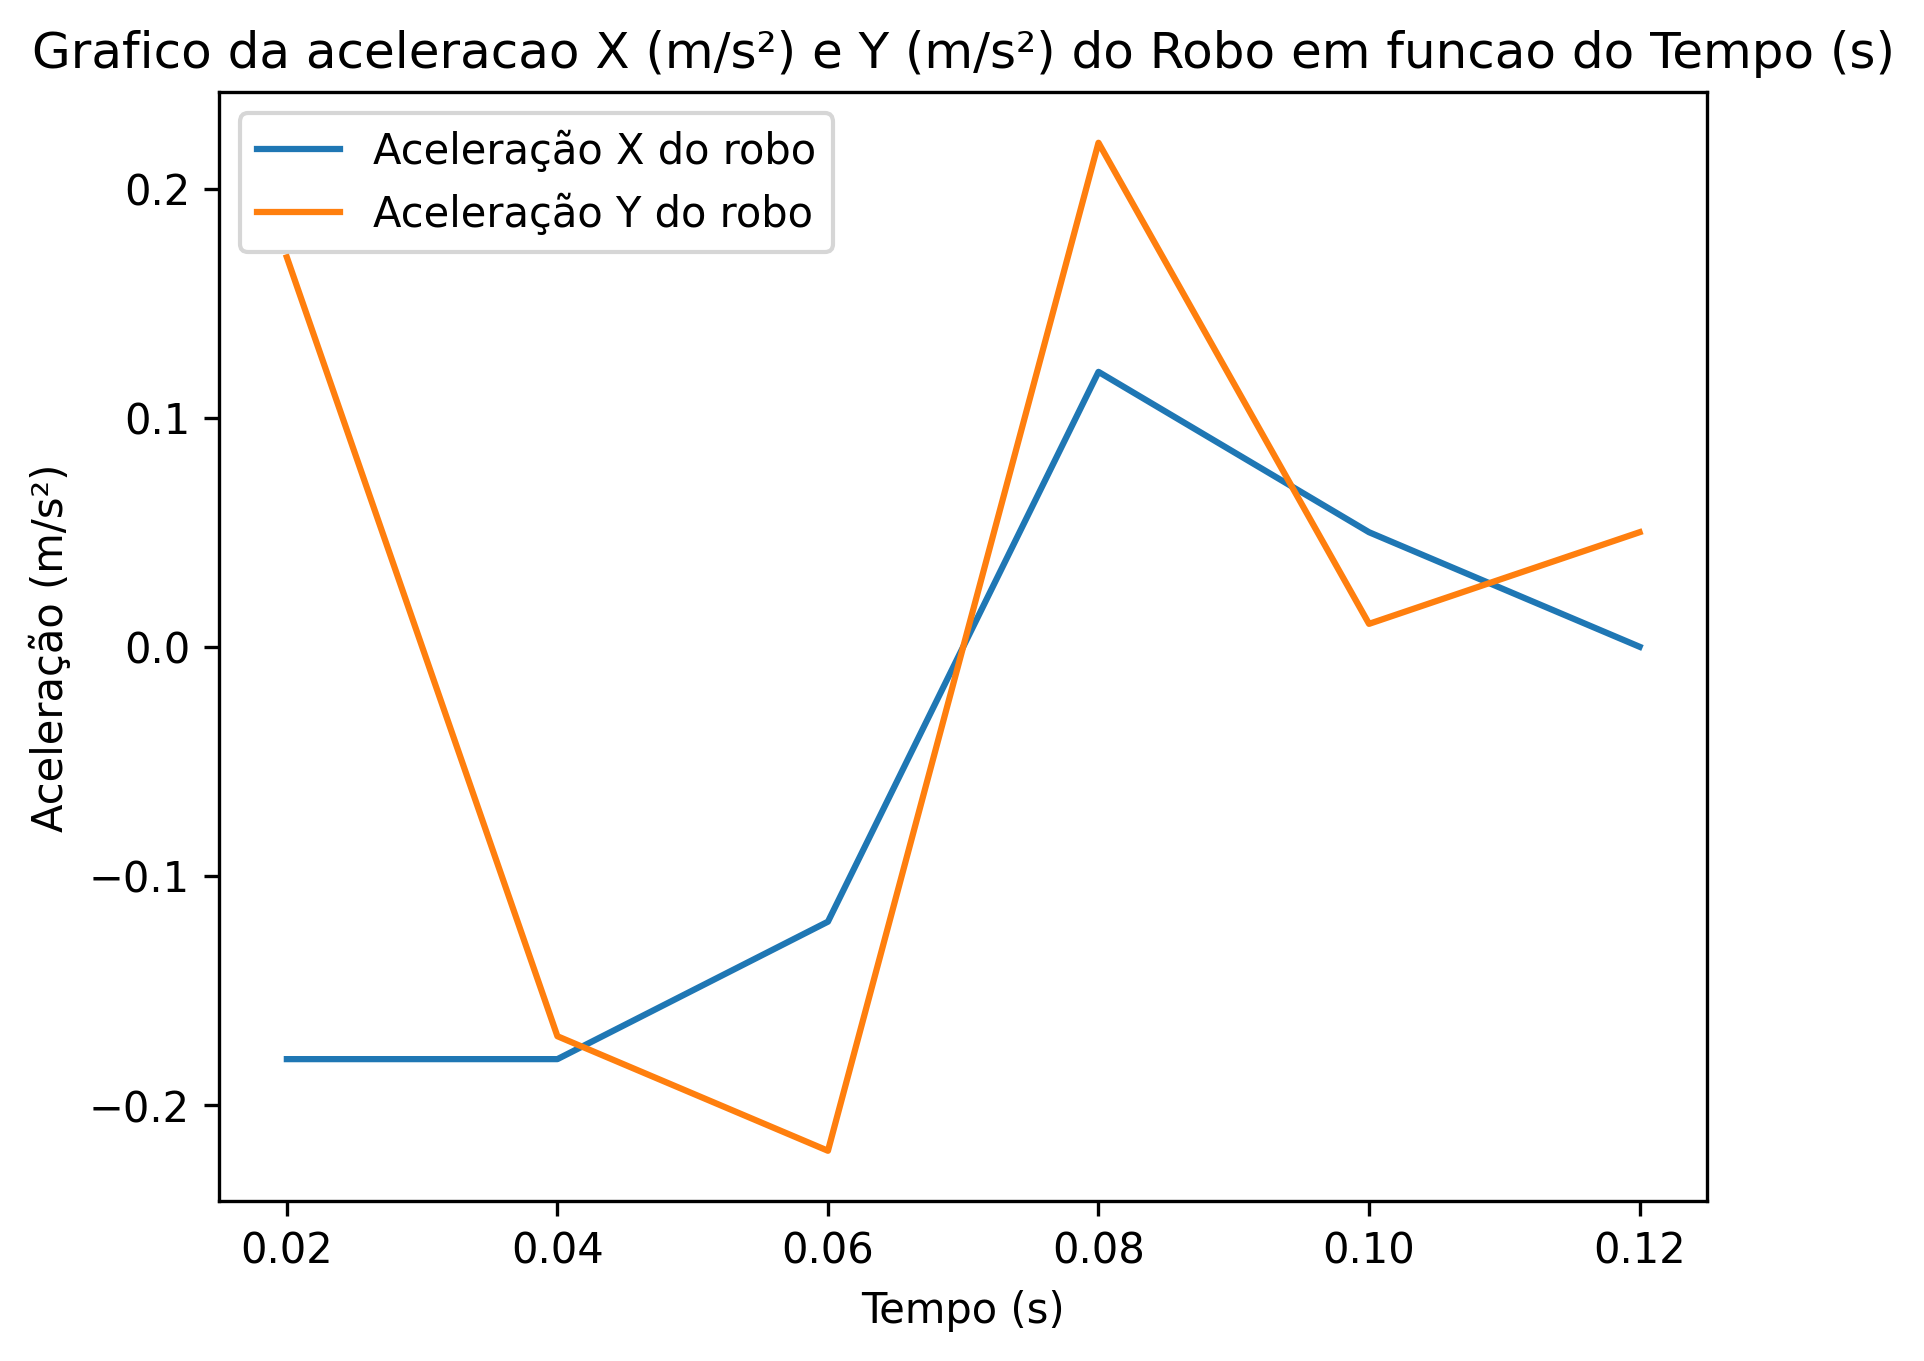 Grafico da aceleracao X (m/s²) e Y (m/s²) do Robo em funcao do Tempo (s)
Aceleração X do robo
Aceleração Y do robo
Aceleração (m/s²)
0.2
0.1
0.0
−0.1
−0.2
0.02 0.04 0.06 0.08 0.10 0.12
Tempo (s)